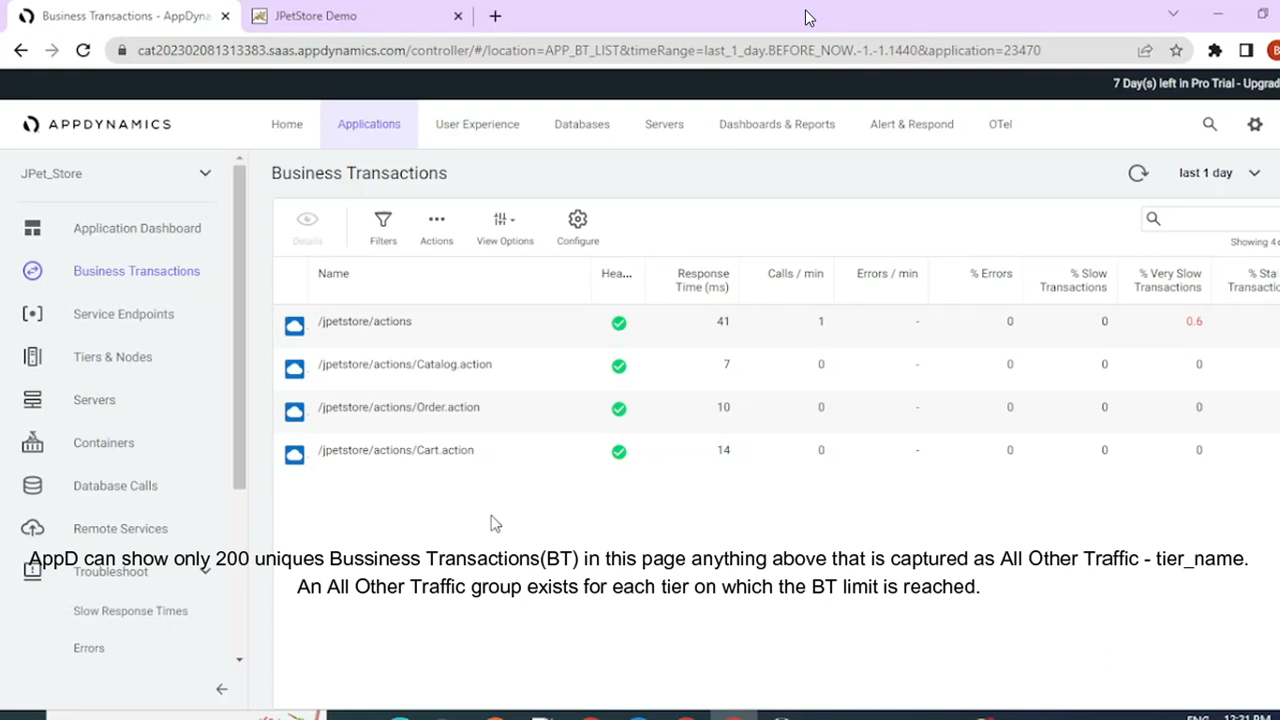 Business Transactions - AppDyna
JPetStore Demo
cat202302081313383.saas.appdynamics.com/controller/#/location=APP_BT_LIST&timeRange=last_1_day.BEFORE_NOW.-1.-1.1440&application=23470
7 Day(s) left in Pro Trial - Upgrad
APPDYNAMICS
Home
Applications
User Experience
Databases
Servers
Dashboards & Reports
Alert & Respond
OTel
JPet_Store
Business Transactions
last 1 day
Application Dashboard
Business Transactions
Service Endpoints
Tiers & Nodes
Servers
Containers
Database Calls
Remote Services
Troubleshoot
Slow Response Times
Errors
Details
Filters
Actions
View Options
Configure
Showing 4
Name Hea... Response Time (ms) Calls / min Errors / min % Errors % Slow Transactions % Very Slow Transactions % Sta Transactio
/jpetstore/actions 41 1 - 0 0 0.6
/jpetstore/actions/Catalog.action 7 0 - 0 0 0
/jpetstore/actions/Order.action 10 0 - 0 0 0
/jpetstore/actions/Cart.action 14 0 - 0 0 0
AppD can show only 200 uniques Bussiness Transactions(BT) in this page anything above that is captured as All Other Traffic - tier_name.
An All Other Traffic group exists for each tier on which the BT limit is reached.